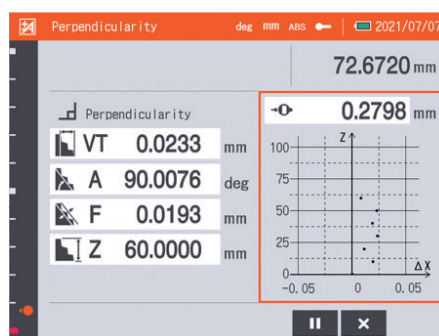 Perpendicularity deg mm ABS 2021/07/07
72.6720 mm
Perpendicularity
VT 0.0233 mm
A 90.0076 deg
F 0.0193 mm
Z 60.0000 mm
→0← 0.2798 mm
Z
100
75
50
25
0
ΔX
-0.05 0 0.05